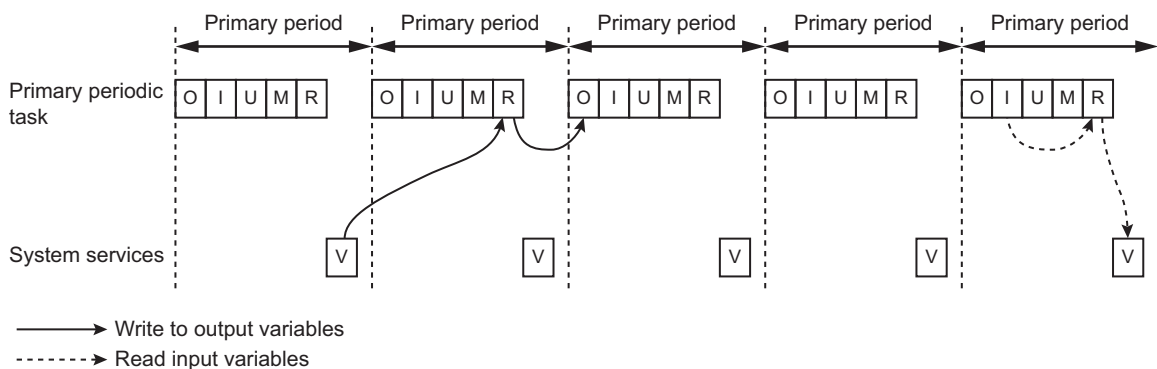 Primary period Primary period Primary period Primary period Primary period
Primary periodic
task
O I U M R O I U M R O I U M R O I U M R O I U M R
System services
V V V V V
Write to output variables
Read input variables